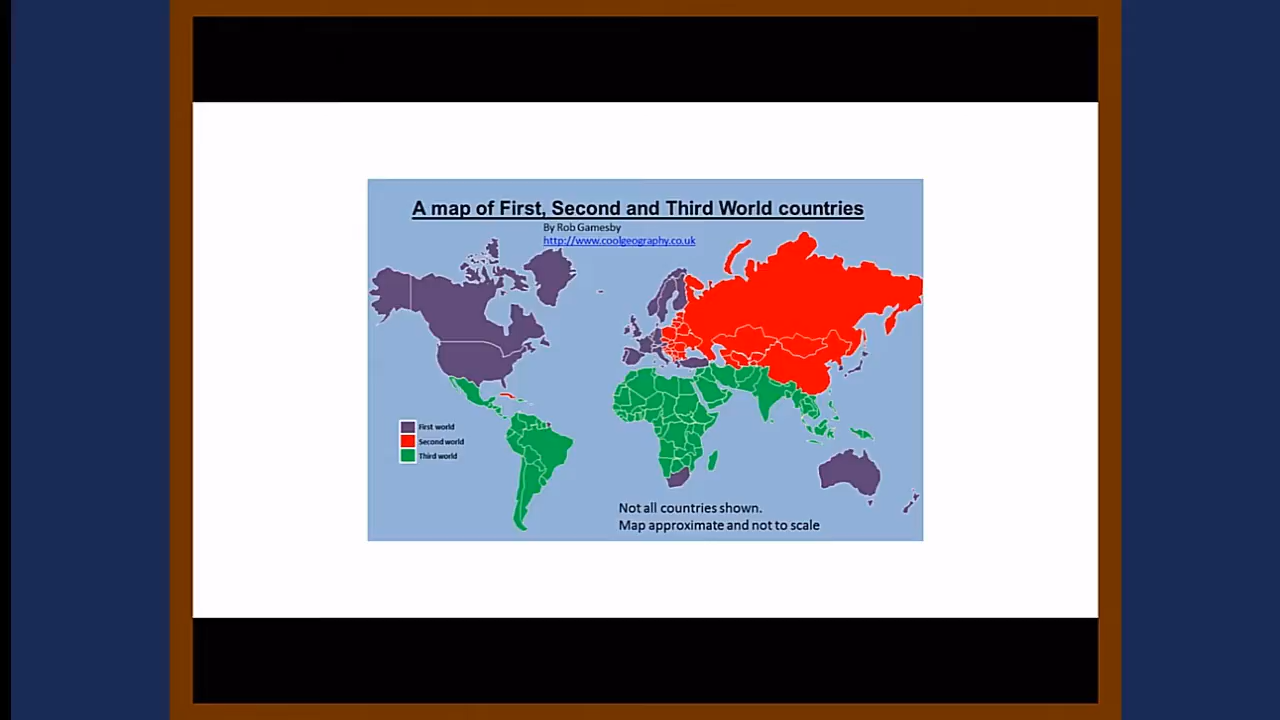 A map of First, Second and Third World countries
By Rob Gamesby
http://www.coolgeography.co.uk
First world
Second world
Third world
Not all countries shown.
Map approximate and not to scale